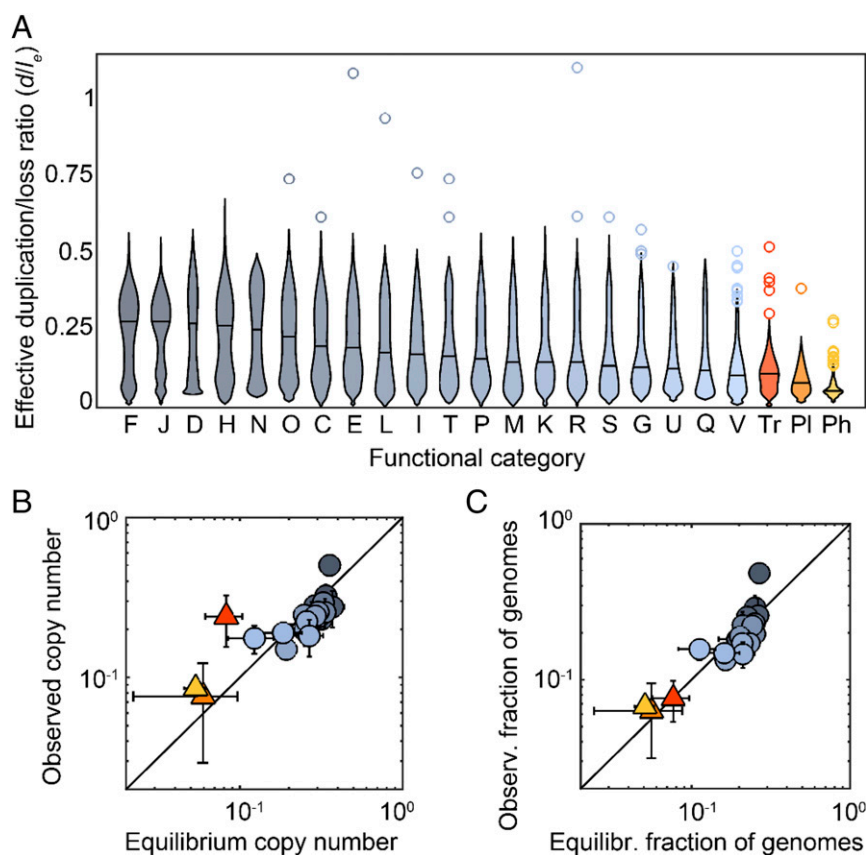 A
Effective duplication/loss ratio (d/le)
1
0.75
0.5
0.25
0
F J D H N O C E L I T P M K R S G U Q V Tr Pl Ph
Functional category
B
Observed copy number
10^0
10^-1
10^-1 10^0
Equilibrium copy number
C
Observ. fraction of genomes
10^0
10^-1
10^-1 10^0
Equilibr. fraction of genomes